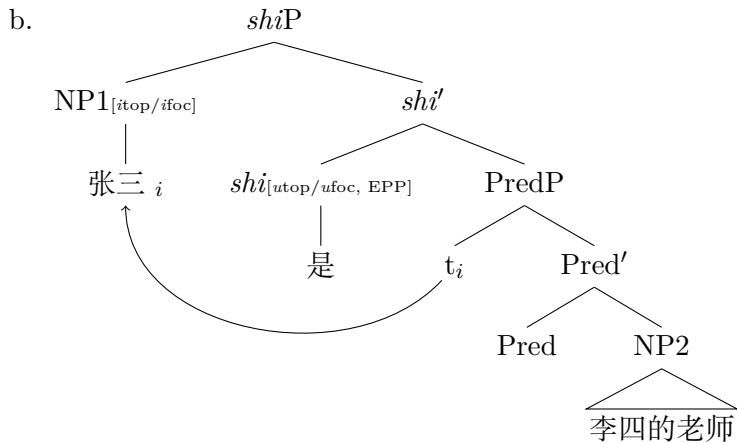 b.
shiP
NP1[itop/ifoc] shi′
张三 i shi[utop/ufoc, EPP] PredP
是 ti Pred′
Pred NP2
李四的老师